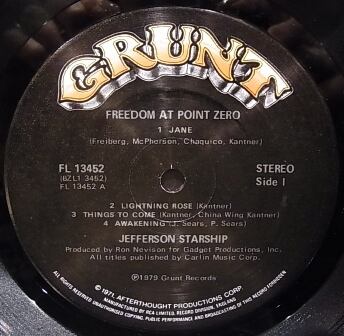 GRUNT
FREEDOM AT POINT ZERO
1 JANE
(Freiberg, McPherson, Chaquico, Kantner)
FL 13452
(BZL1 3452)
FL 13452 A
STEREO
Side I
2 LIGHTNING ROSE (Kantner)
3 THINGS TO COME (Kantner, China Wing Kantner)
4 AWAKENING (J. Sears, P. Sears)
JEFFERSON STARSHIP
Produced by Ron Nevison for Gadget Productions, Inc.
All titles published by Carlin Music Corp.
℗1979 Grunt Records
© 1971, AFTERTHOUGHT PRODUCTIONS CORP
MANUFACTURED BY RCA LIMITED, RECORD DIVISION, ENGLAND
ALL RIGHTS RESERVED UNAUTHORISED COPYING, PUBLIC PERFORMANCE AND BROADCASTING OF THIS RECORD FORBIDDEN